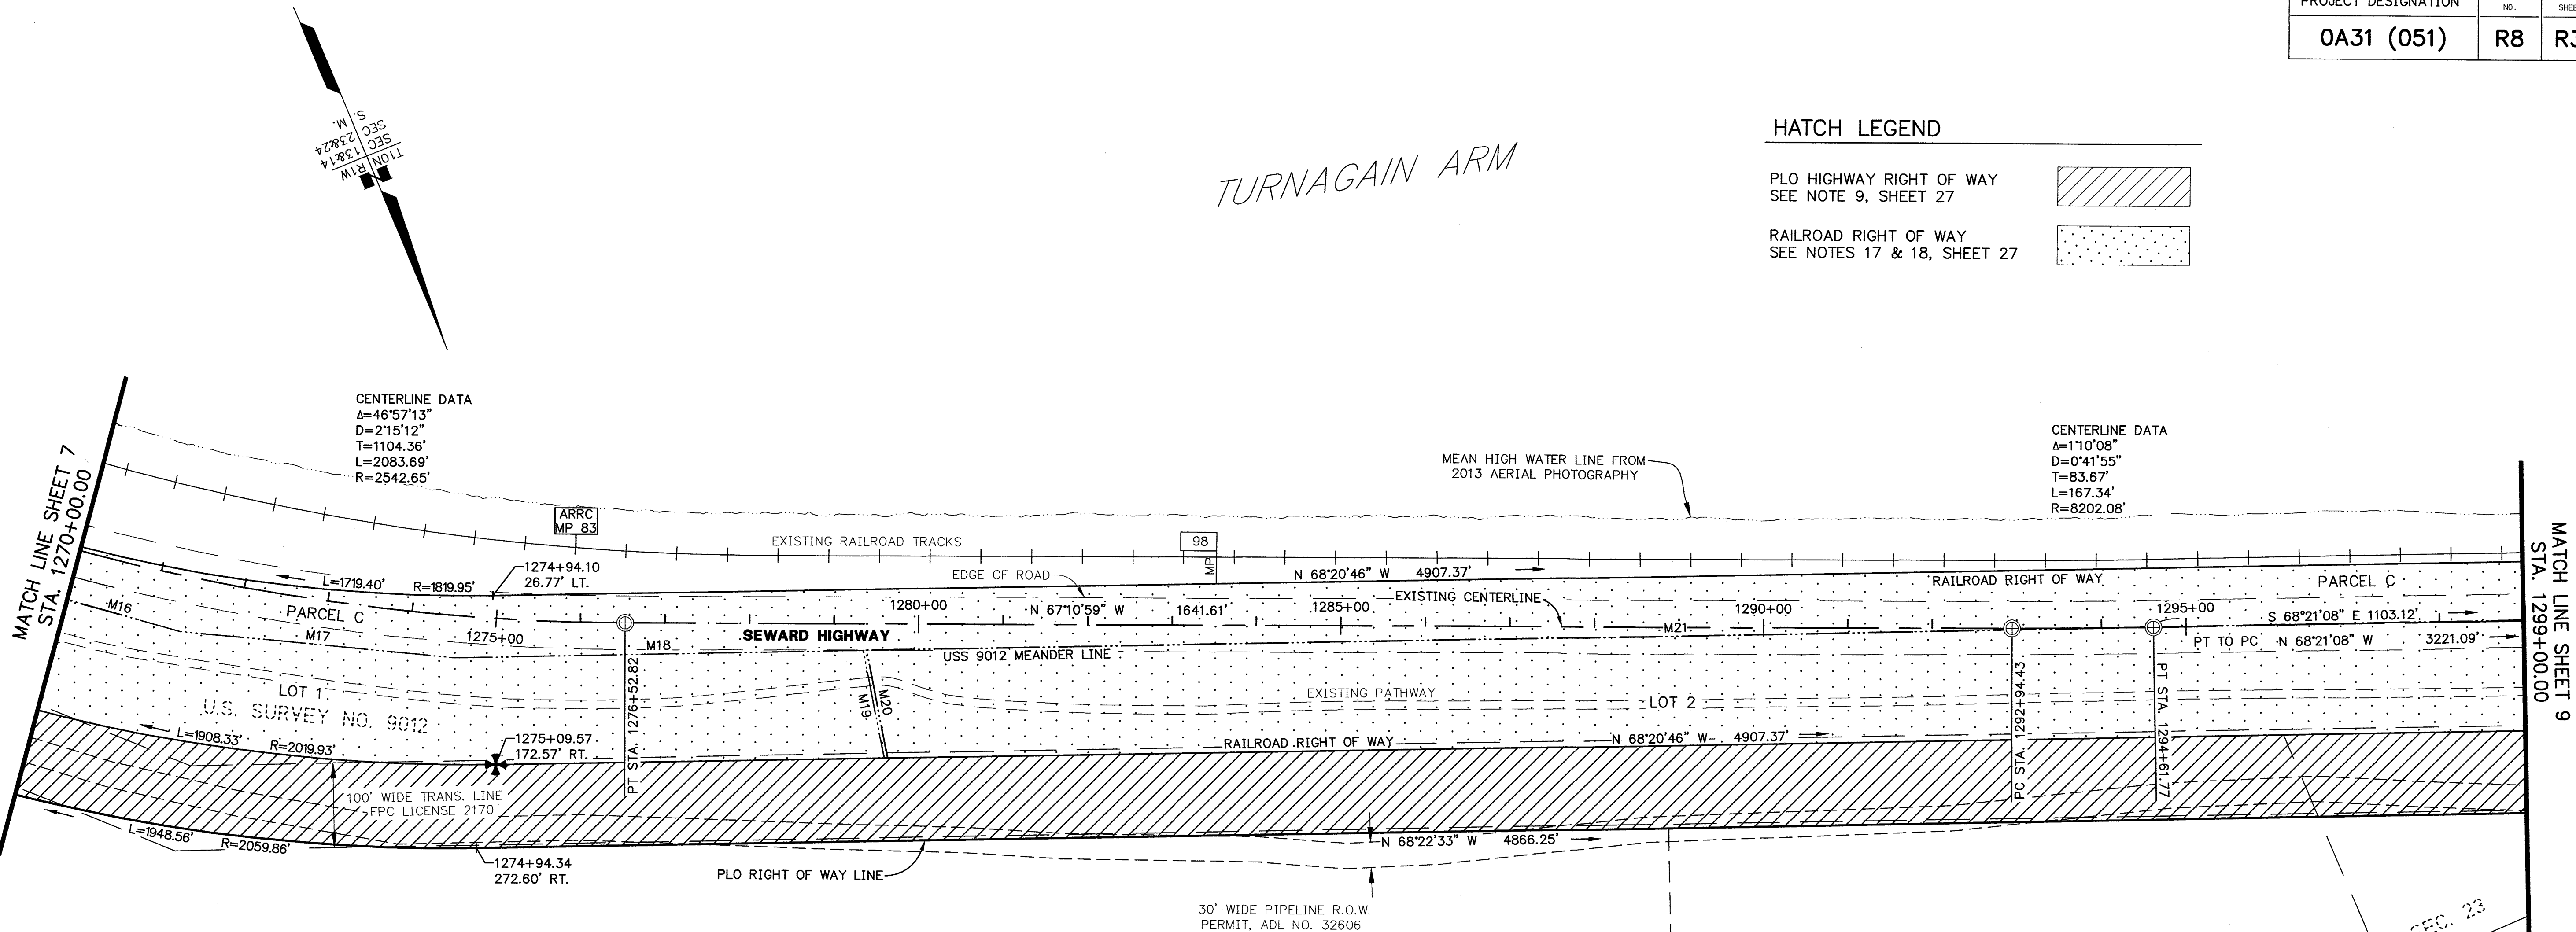 PROJECT DESIGNATION
NO.
0A31 (051)
R8
S. M.
SEC 23&24
SEC 13&14
T10N R1W
TURNAGAIN ARM
HATCH LEGEND
PLO HIGHWAY RIGHT OF WAY
SEE NOTE 9, SHEET 27
RAILROAD RIGHT OF WAY
SEE NOTES 17 & 18, SHEET 27
CENTERLINE DATA
Δ=46°57'13"
D=2°15'12"
T=1104.36'
L=2083.69'
R=2542.65'
CENTERLINE DATA
Δ=1°10'08"
D=0°41'55"
T=83.67'
L=167.34'
R=8202.08'
MEAN HIGH WATER LINE FROM
2013 AERIAL PHOTOGRAPHY
MATCH LINE SHEET 7
STA. 1270+00.00
ARRC
MP 83
EXISTING RAILROAD TRACKS
98
MP
L=1719.40'
R=1819.95'
1274+94.10
26.77' LT.
EDGE OF ROAD
N 68°20'46" W 4907.37'
RAILROAD RIGHT OF WAY
PARCEL C
M16
PARCEL C
1280+00
N 67°10'59" W 1641.61'
1285+00
EXISTING CENTERLINE
1290+00
1295+00
S 68°21'08" E 1103.12'
M17
1275+00
M18
SEWARD HIGHWAY
M21
USS 9012 MEANDER LINE
PT TO PC N 68°21'08" W 3221.09'
LOT 1
U.S. SURVEY NO. 9012
PT STA. 1276+52.82
M19
M20
EXISTING PATHWAY
LOT 2
PC STA. 1292+94.43
PT STA. 1294+61.77
L=1908.33'
R=2019.93'
1275+09.57
172.57' RT.
RAILROAD RIGHT OF WAY
N 68°20'46" W 4907.37'
100' WIDE TRANS. LINE
FPC LICENSE 2170
L=1948.56'
R=2059.86'
1274+94.34
272.60' RT.
PLO RIGHT OF WAY LINE
N 68°22'33" W 4866.25'
30' WIDE PIPELINE R.O.W.
PERMIT, ADL NO. 32606
SEC. 23
MATCH LINE SHEET 9
STA. 1299+00.00